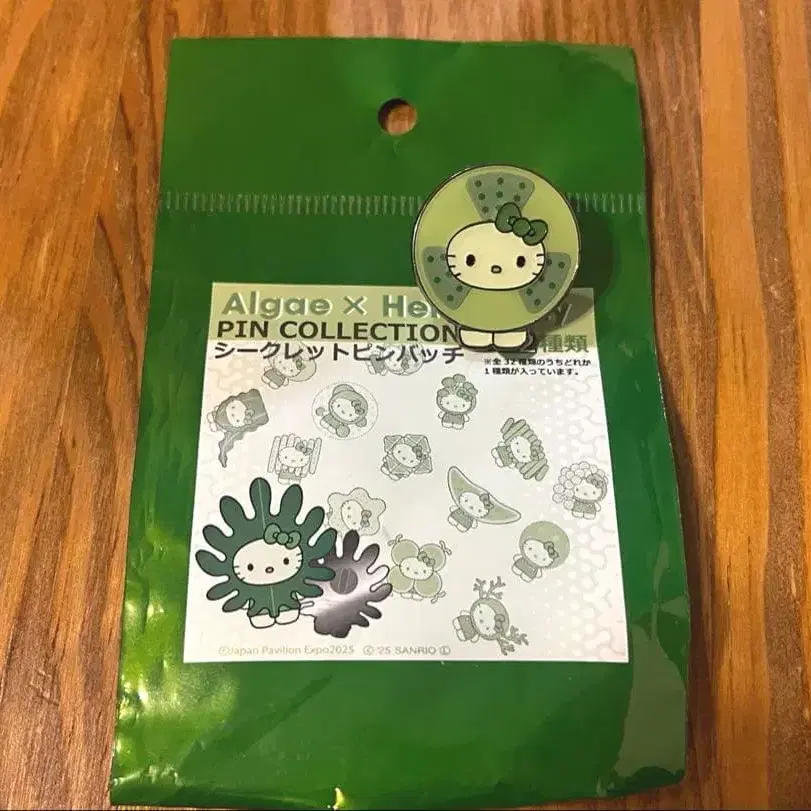 Algae × He
PIN COLLECTION
シークレットピンバッチ 種類
※全32種類のうちどれか
1種類が入っています。
©Japan Pavilion Expo2025 © '25 SANRIO Ⓛ